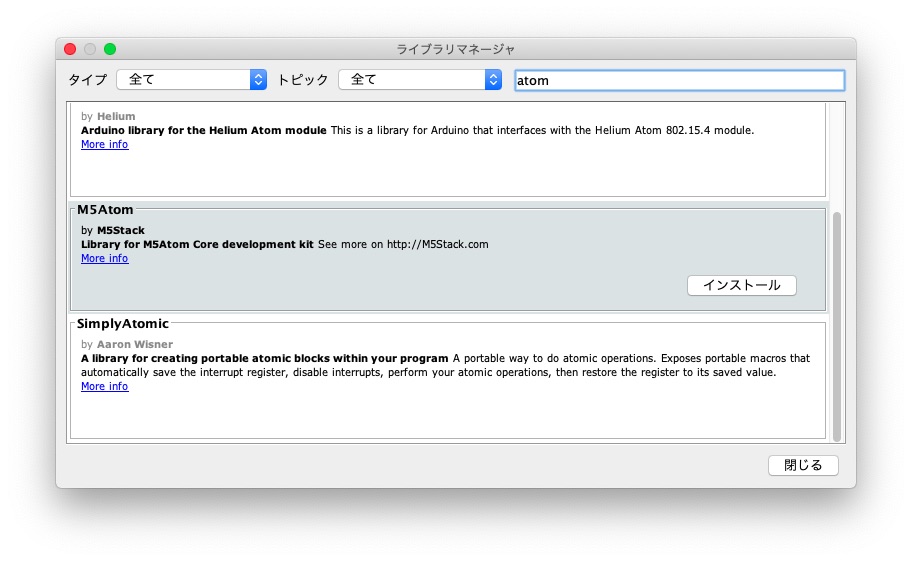 ライブラリマネージャ
タイプ 全て トピック 全て atom
by Helium
Arduino library for the Helium Atom module This is a library for Arduino that interfaces with the Helium Atom 802.15.4 module.
More info
M5Atom
by M5Stack
Library for M5Atom Core development kit See more on http://M5Stack.com
More info
インストール
SimplyAtomic
by Aaron Wisner
A library for creating portable atomic blocks within your program A portable way to do atomic operations. Exposes portable macros that
automatically save the interrupt register, disable interrupts, perform your atomic operations, then restore the register to its saved value.
More info
閉じる